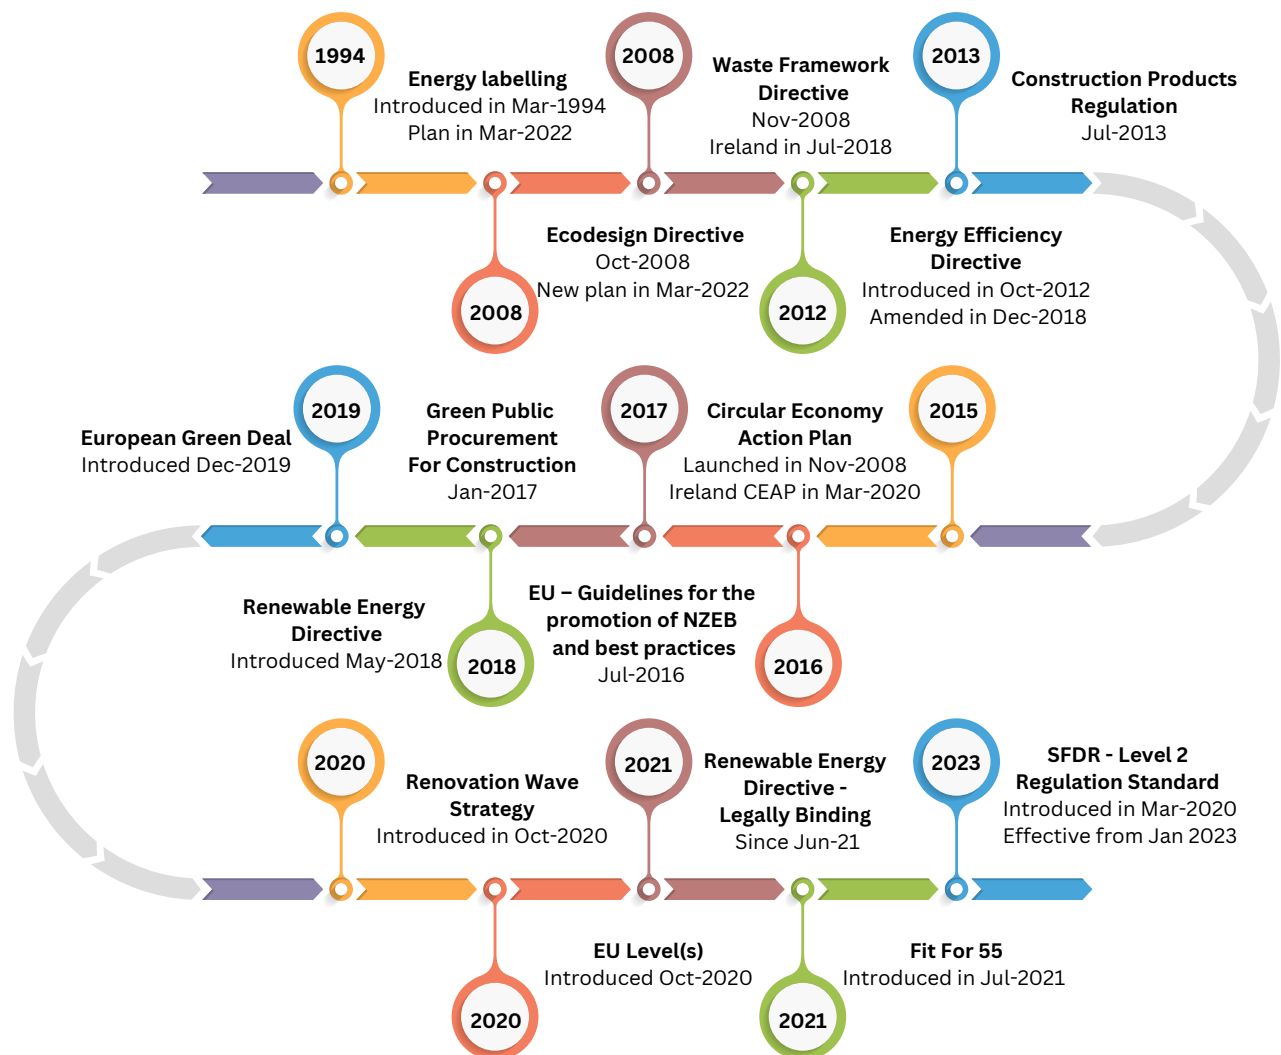 1994
Energy labelling
Introduced in Mar-1994
Plan in Mar-2022
2008
Ecodesign Directive
Oct-2008
New plan in Mar-2022
2008
Waste Framework
Directive
Nov-2008
Ireland in Jul-2018
2012
Energy Efficiency
Directive
Introduced in Oct-2012
Amended in Dec-2018
2013
Construction Products
Regulation
Jul-2013
2015
Circular Economy
Action Plan
Launched in Nov-2008
Ireland CEAP in Mar-2020
2016
EU – Guidelines for the
promotion of NZEB
and best practices
Jul-2016
2017
Green Public
Procurement
For Construction
Jan-2017
2018
Renewable Energy
Directive
Introduced May-2018
2019
European Green Deal
Introduced Dec-2019
2020
Renovation Wave
Strategy
Introduced in Oct-2020
2020
EU Level(s)
Introduced Oct-2020
2021
Renewable Energy
Directive -
Legally Binding
Since Jun-21
2021
Fit For 55
Introduced in Jul-2021
2023
SFDR - Level 2
Regulation Standard
Introduced in Mar-2020
Effective from Jan 2023